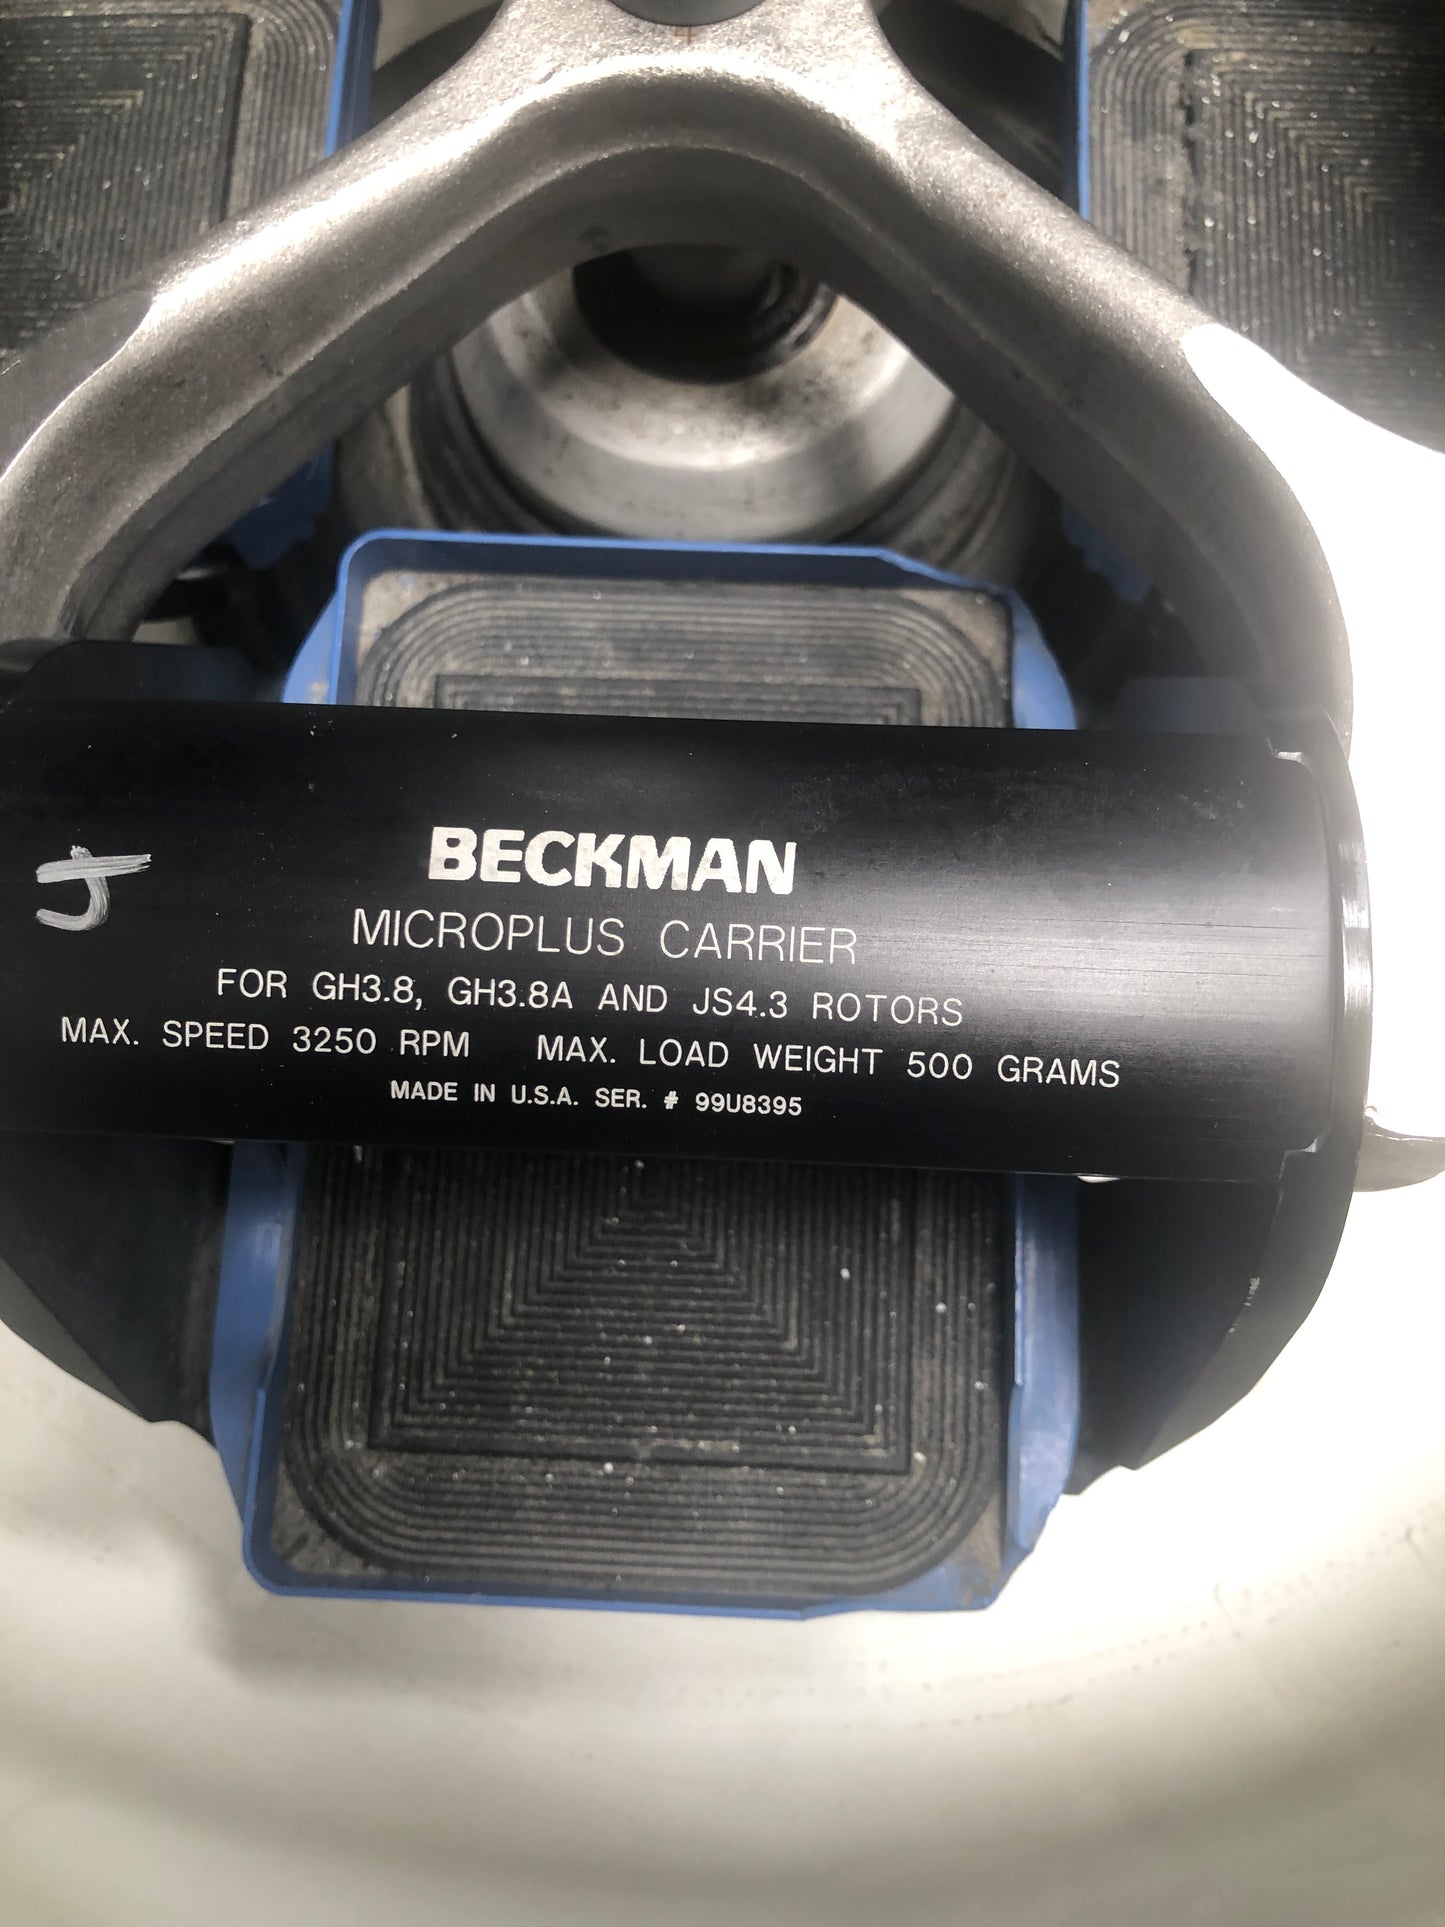 BECKMAN
MICROPLUS CARRIER
FOR GH3.8, GH3.8A AND JS4.3 ROTORS
MAX. SPEED 3250 RPM MAX. LOAD WEIGHT 500 GRAMS
MADE IN U.S.A. SER. # 99U8395
J